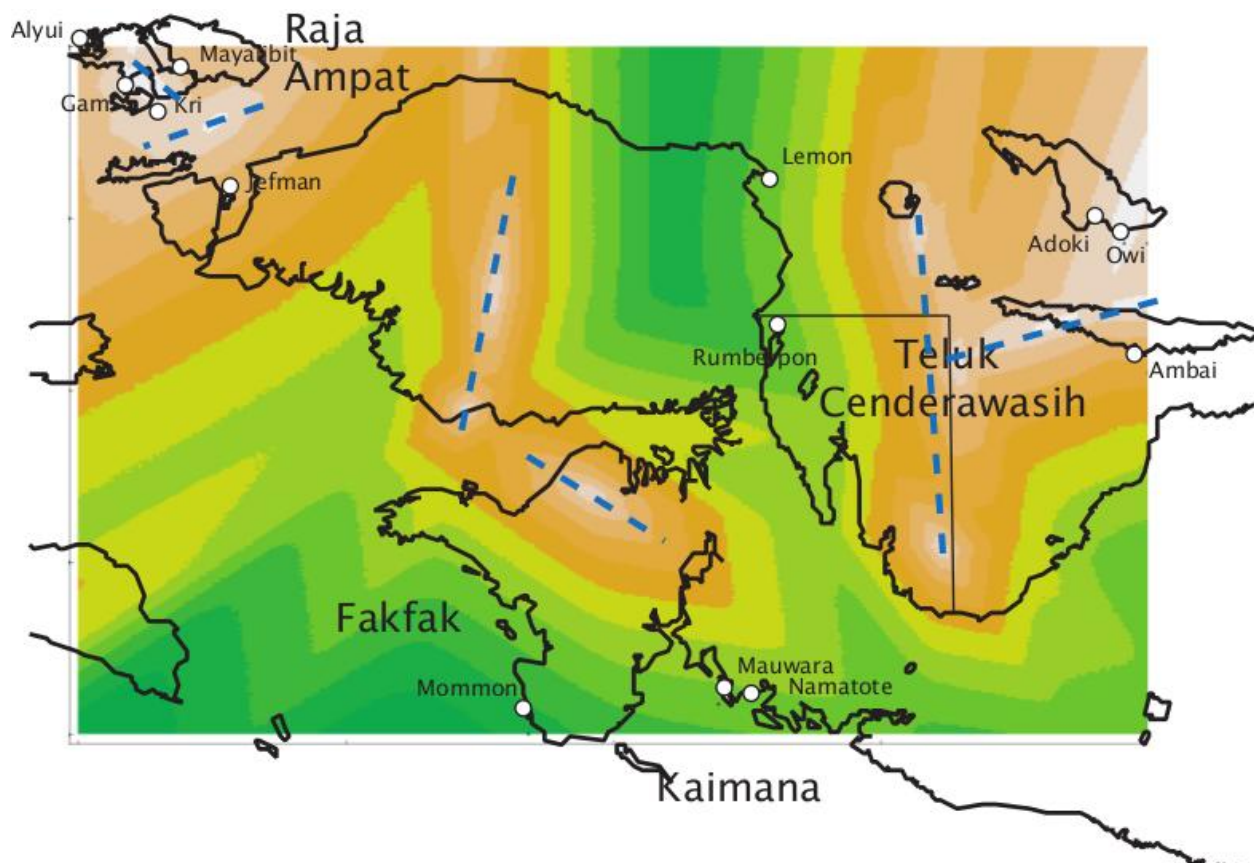 Alyui
Raja
Ampat
Mayalibit
Gam
Kri
Jefman
Lemon
Adoki
Owi
Rumberpon
Teluk
Cenderawasih
Ambai
Fakfak
Mommon
Mauwara
Namatote
Kaimana